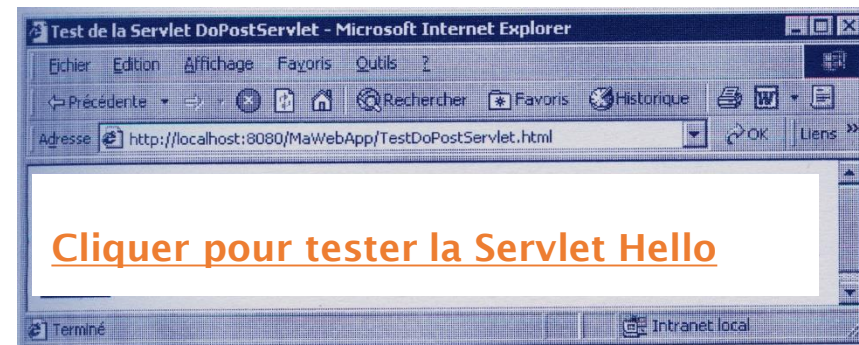 Test de la Servlet DoPostServlet - Microsoft Internet Explorer
Fichier Edition Affichage Favoris Outils ?
Précédente Rechercher Favoris Historique
Adresse http://localhost:8080/MaWebApp/TestDoPostServlet.html OK Liens »
Cliquer pour tester la Servlet Hello
Terminé Intranet local